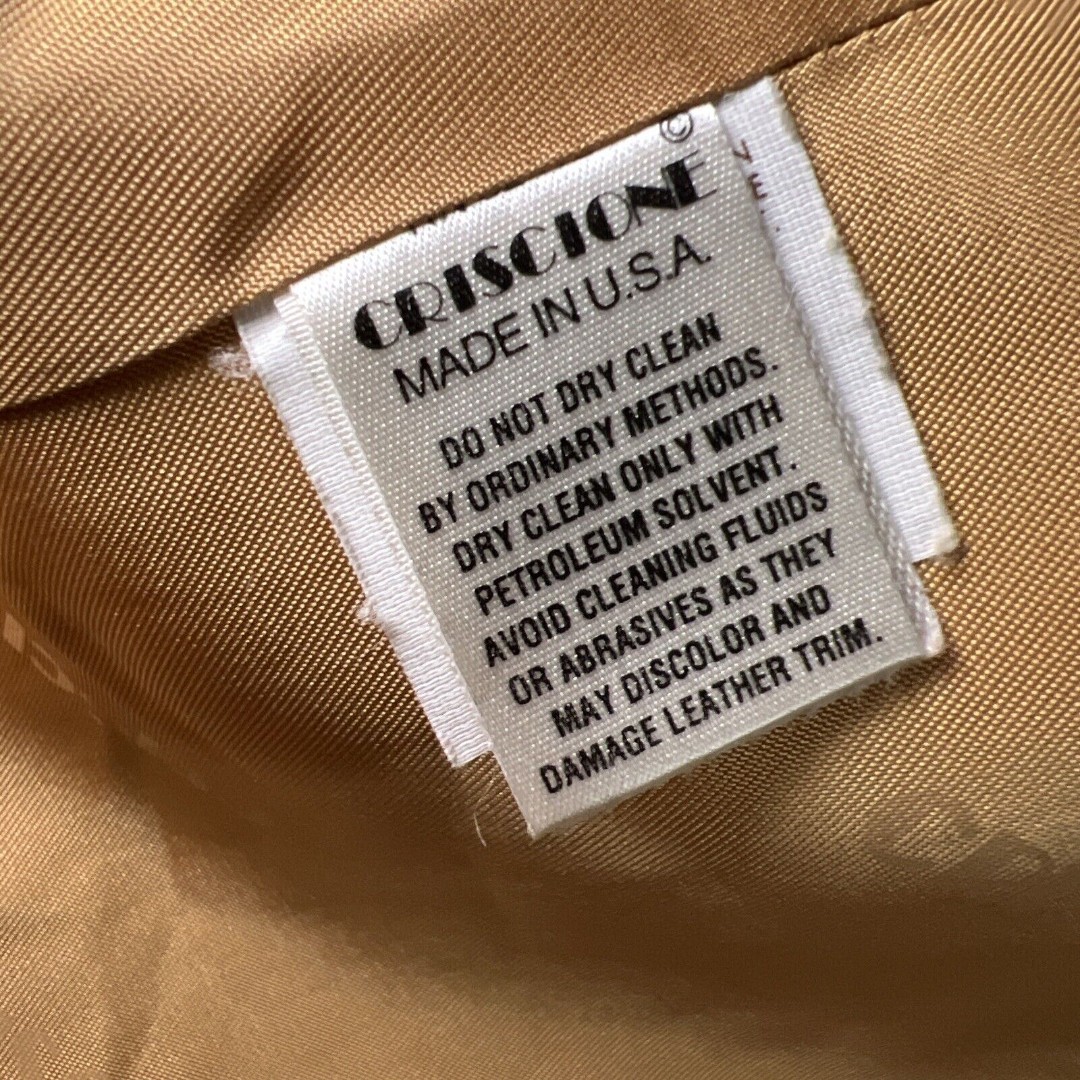 ©
CRISCIONE
MADE IN U.S.A.
DO NOT DRY CLEAN
BY ORDINARY METHODS.
DRY CLEAN ONLY WITH
PETROLEUM SOLVENT.
AVOID CLEANING FLUIDS
OR ABRASIVES AS THEY
MAY DISCOLOR AND
DAMAGE LEATHER TRIM.